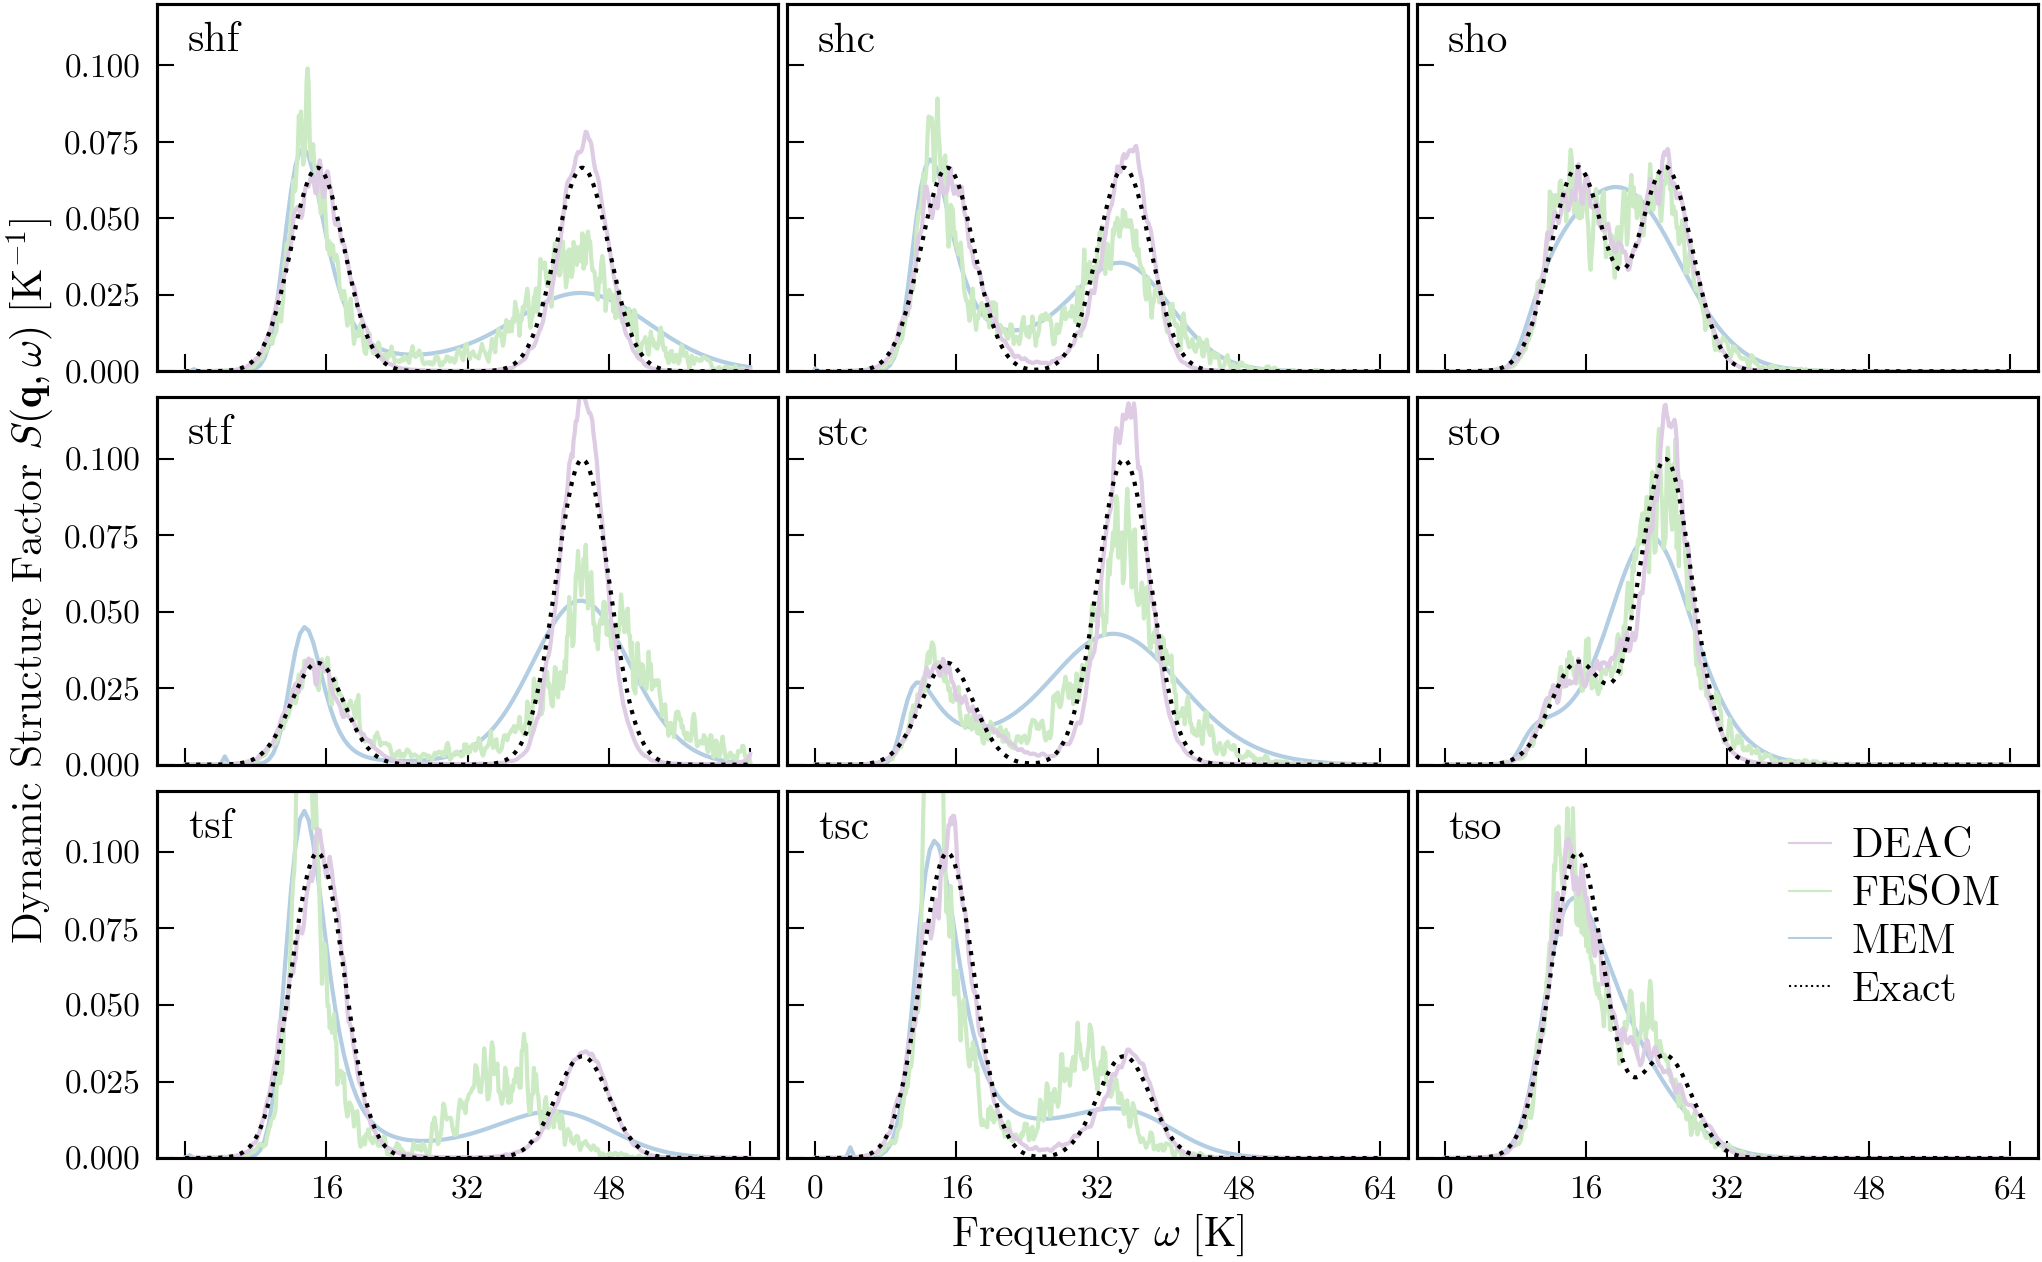 shf
shc
sho
0.100
0.075
0.050
0.025
0.000
stf
stc
sto
0.100
0.075
0.050
0.025
0.000
tsf
tsc
tso
0.100
0.075
0.050
0.025
0.000
DEAC
FESOM
MEM
Exact
0 16 32 48 64
0 16 32 48 64
0 16 32 48 64
Frequency ω [K]
Dynamic Structure Factor S(q, ω) [K⁻¹]